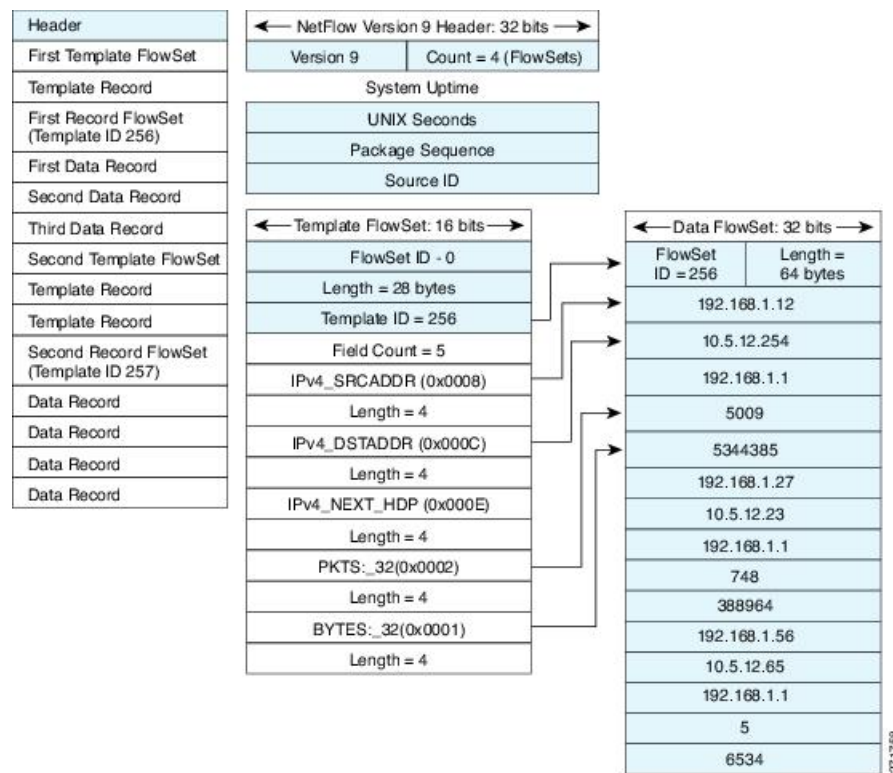 Header
First Template FlowSet
Template Record
First Record FlowSet
(Template ID 256)
First Data Record
Second Data Record
Third Data Record
Second Template FlowSet
Template Record
Template Record
Second Record FlowSet
(Template ID 257)
Data Record
Data Record
Data Record
Data Record
NetFlow Version 9 Header: 32 bits
Version 9
Count = 4 (FlowSets)
System Uptime
UNIX Seconds
Package Sequence
Source ID
Template FlowSet: 16 bits
FlowSet ID - 0
Length = 28 bytes
Template ID = 256
Field Count = 5
IPv4_SRCADDR (0x0008)
Length = 4
IPv4_DSTADDR (0x000C)
Length = 4
IPv4_NEXT_HDP (0x000E)
Length = 4
PKTS:_32(0x0002)
Length = 4
BYTES:_32(0x0001)
Length = 4
Data FlowSet: 32 bits
FlowSet
ID = 256
Length =
64 bytes
192.168.1.12
10.5.12.254
192.168.1.1
5009
5344385
192.168.1.27
10.5.12.23
192.168.1.1
748
388964
192.168.1.56
10.5.12.65
192.168.1.1
5
6534